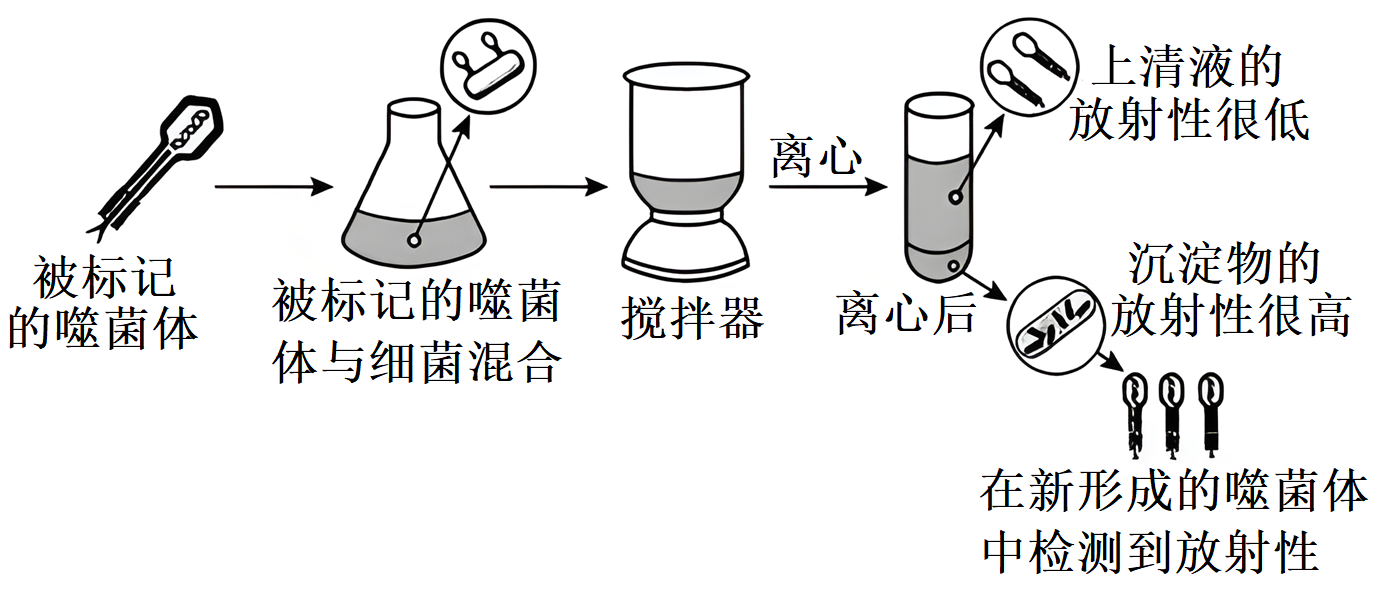 被标记
的噬菌体
被标记的噬菌
体与细菌混合
搅拌器
离心
离心后
上清液的
放射性很低
沉淀物的
放射性很高
在新形成的噬菌体
中检测到放射性